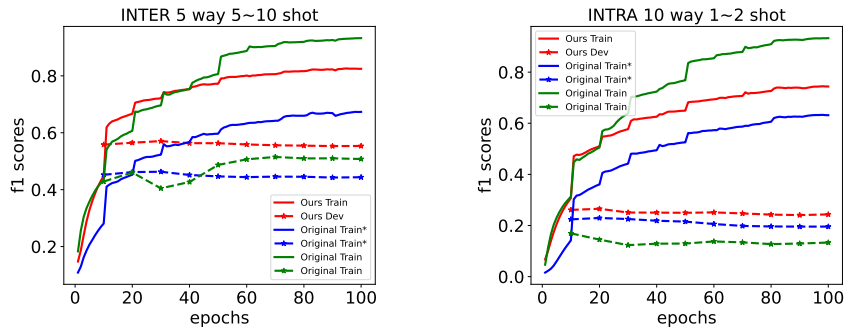 INTER 5 way 5~10 shot
f1 scores
0.8
0.6
0.4
0.2
Ours Train
Ours Dev
Original Train*
Original Train*
Original Train
Original Train
0 20 40 60 80 100
epochs
INTRA 10 way 1~2 shot
f1 scores
0.8
0.6
0.4
0.2
0.0
Ours Train
Ours Dev
Original Train*
Original Train*
Original Train
Original Train
0 20 40 60 80 100
epochs